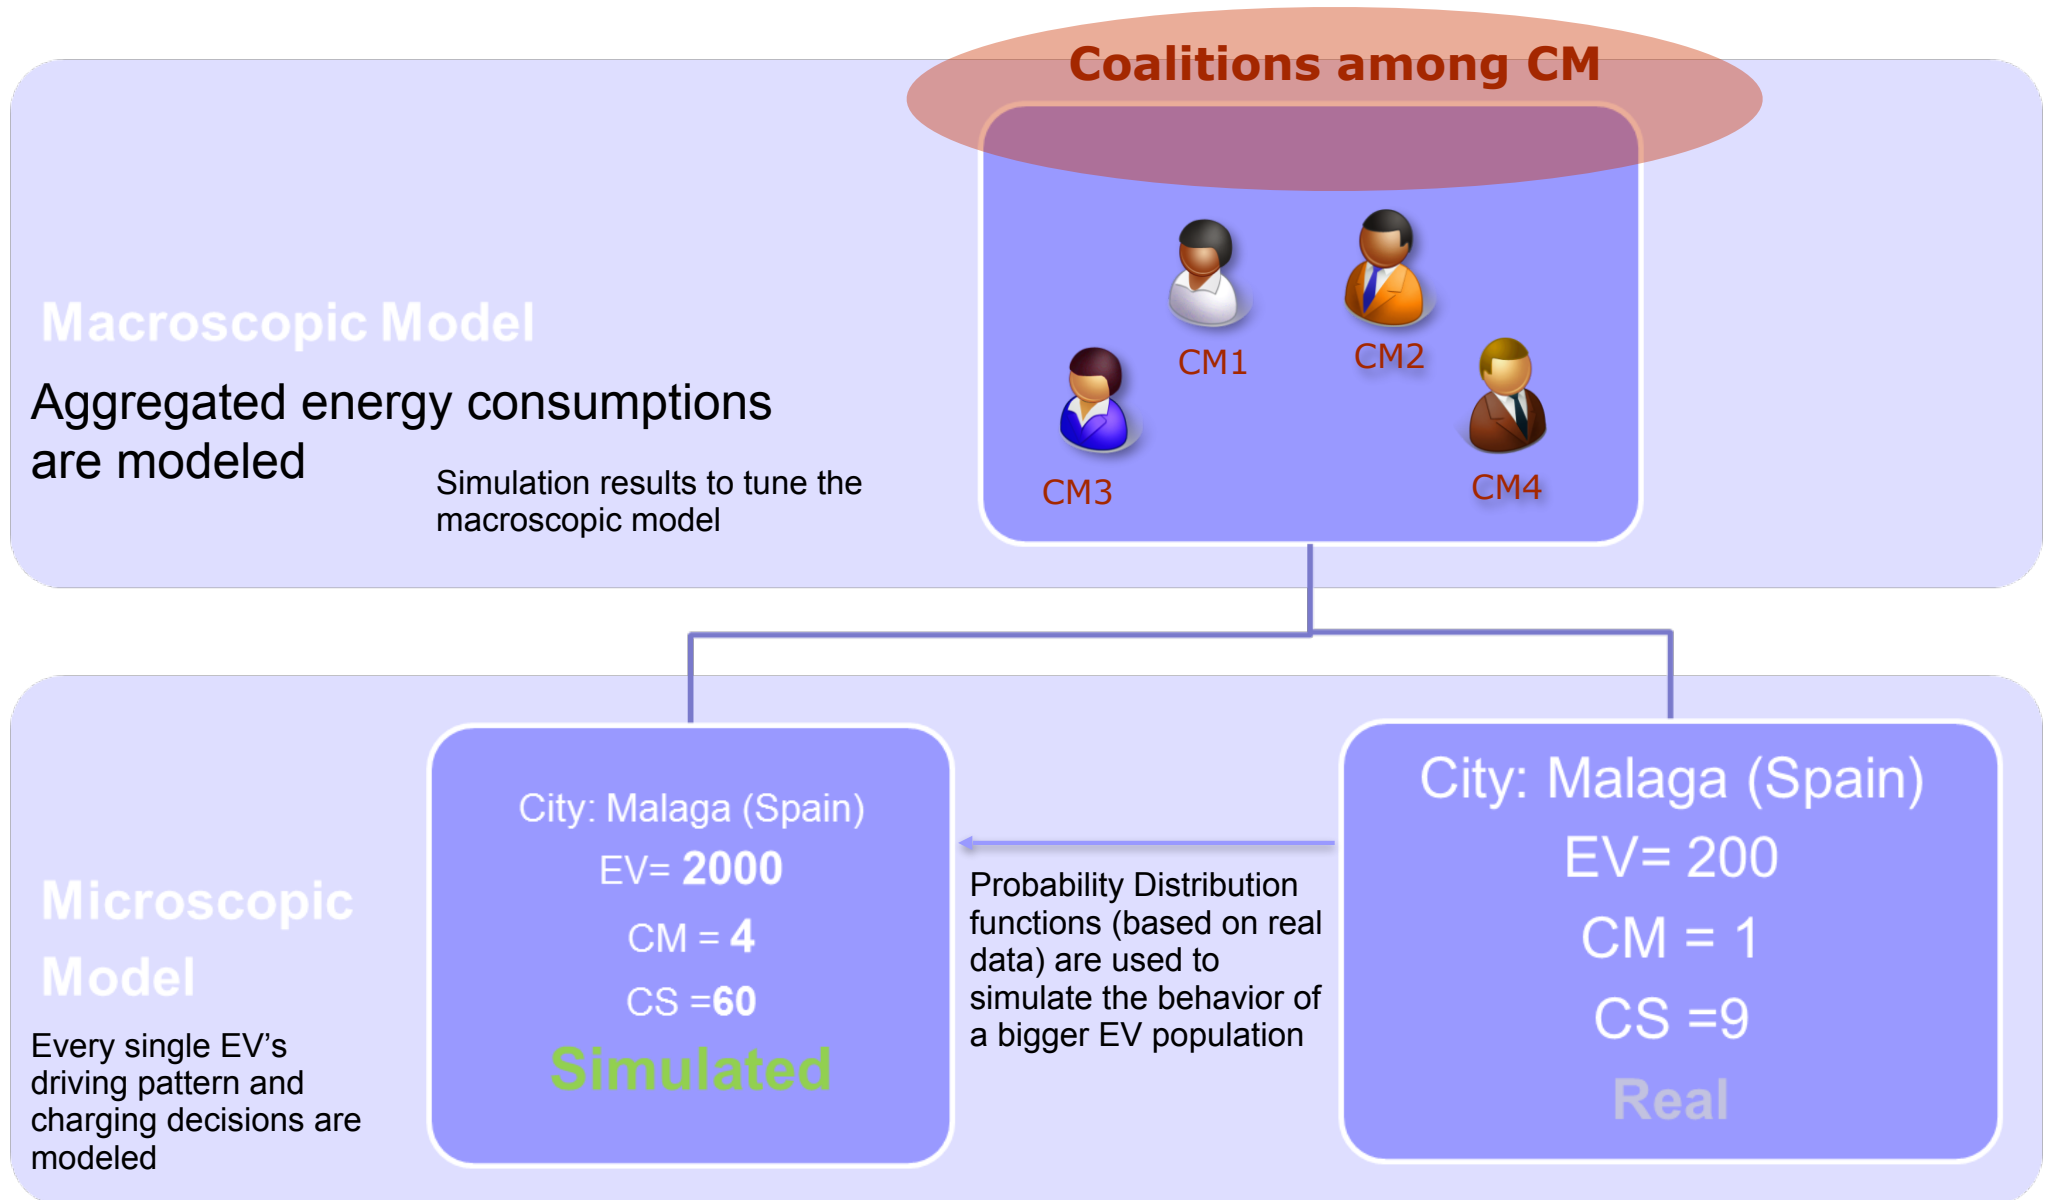 Coalitions among CM
CM1
CM2
CM3
CM4
Macroscopic Model
Aggregated energy consumptions
are modeled
Simulation results to tune the
macroscopic model
Microscopic
Model
Every single EV’s
driving pattern and
charging decisions are
modeled
City: Malaga (Spain)
EV= 2000
CM = 4
CS =60
Simulated
Probability Distribution
functions (based on real
data) are used to
simulate the behavior of
a bigger EV population
City: Malaga (Spain)
EV= 200
CM = 1
CS =9
Real